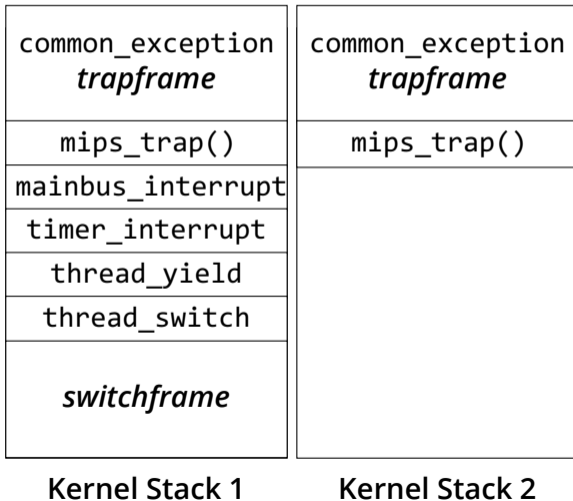 common_exception
trapframe
mips_trap()
mainbus_interrupt
timer_interrupt
thread_yield
thread_switch
switchframe
Kernel Stack 1
common_exception
trapframe
mips_trap()
Kernel Stack 2